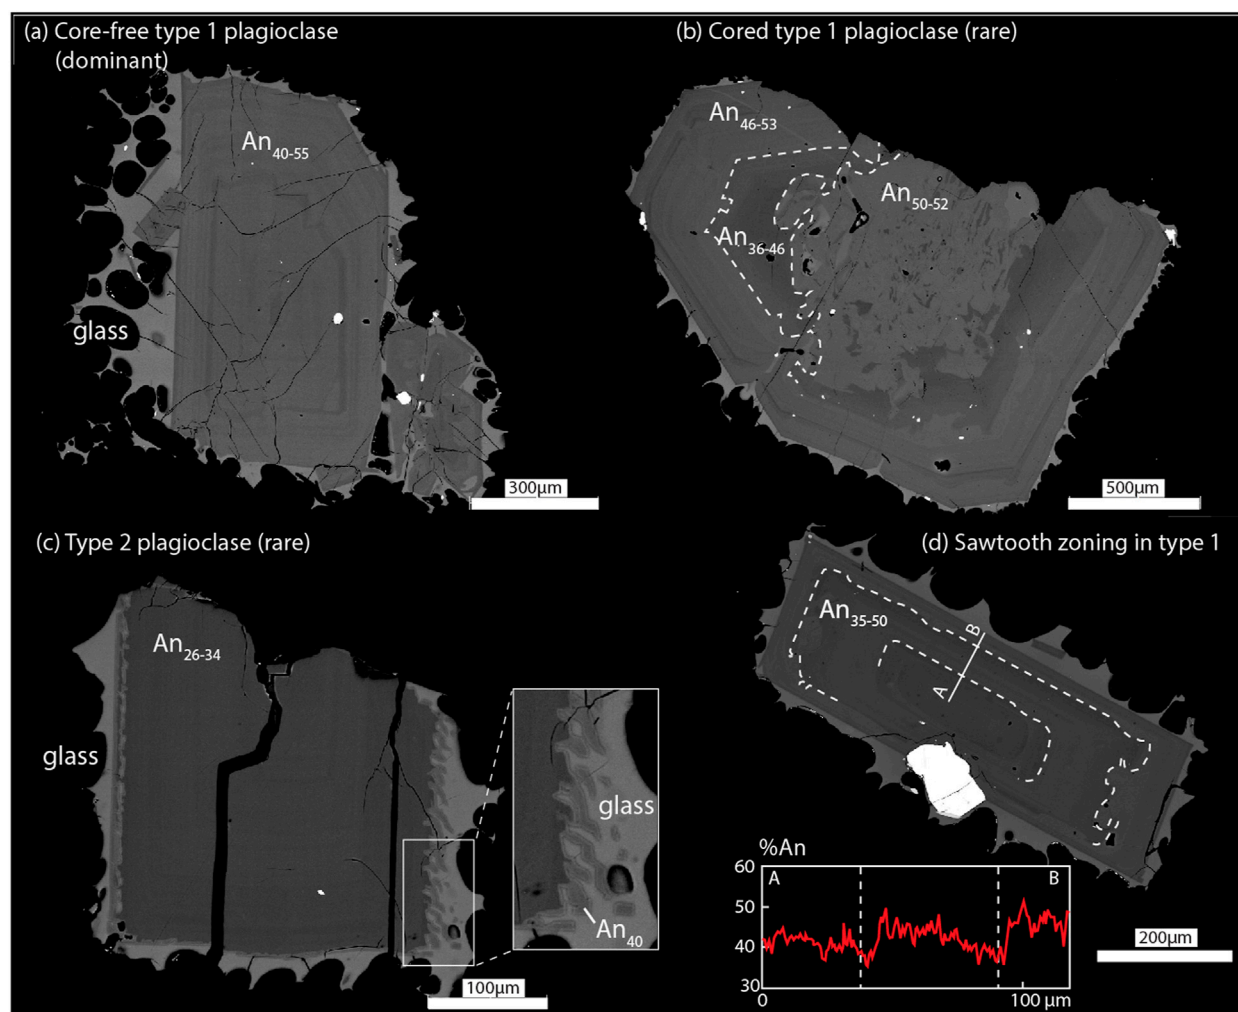 (a) Core-free type 1 plagioclase
(dominant)
An40-55
glass
300µm
(b) Cored type 1 plagioclase (rare)
An46-53
An50-52
An36-46
500µm
(c) Type 2 plagioclase (rare)
An26-34
glass
glass
An40
100µm
(d) Sawtooth zoning in type 1
An35-50
B
A
%An
60
50
40
30
A
B
0
100 µm
200µm